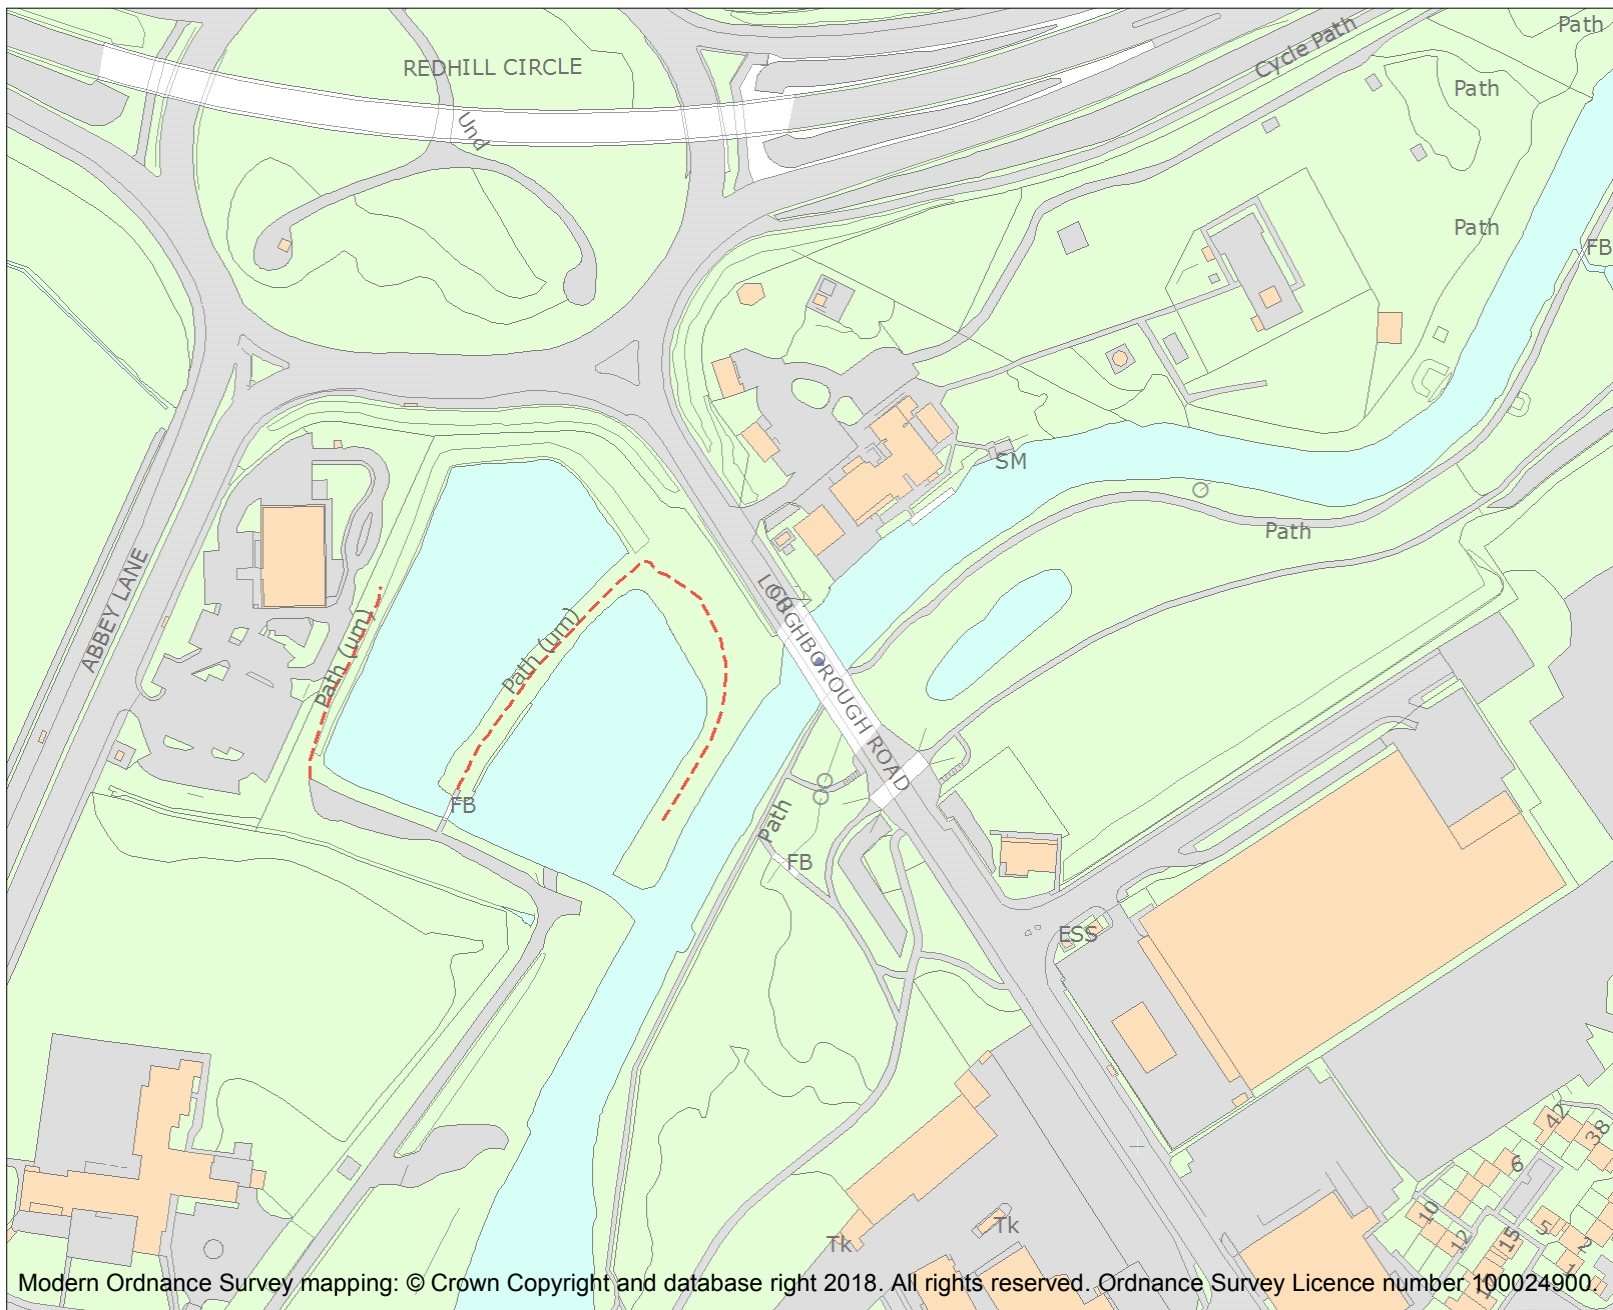 Path
Cycle Path
REDHILL CIRCLE
Path
Und
Path
FB
SM
Path
ABBEY LANE
Path (um)
Path (um)
LOUGHBOROUGH ROAD
FB
Path
FB
ESS
42
38
6
10
12
15
5
2
1
Tk
Tk
Modern Ordnance Survey mapping: © Crown Copyright and database right 2018. All rights reserved. Ordnance Survey Licence number 100024900.